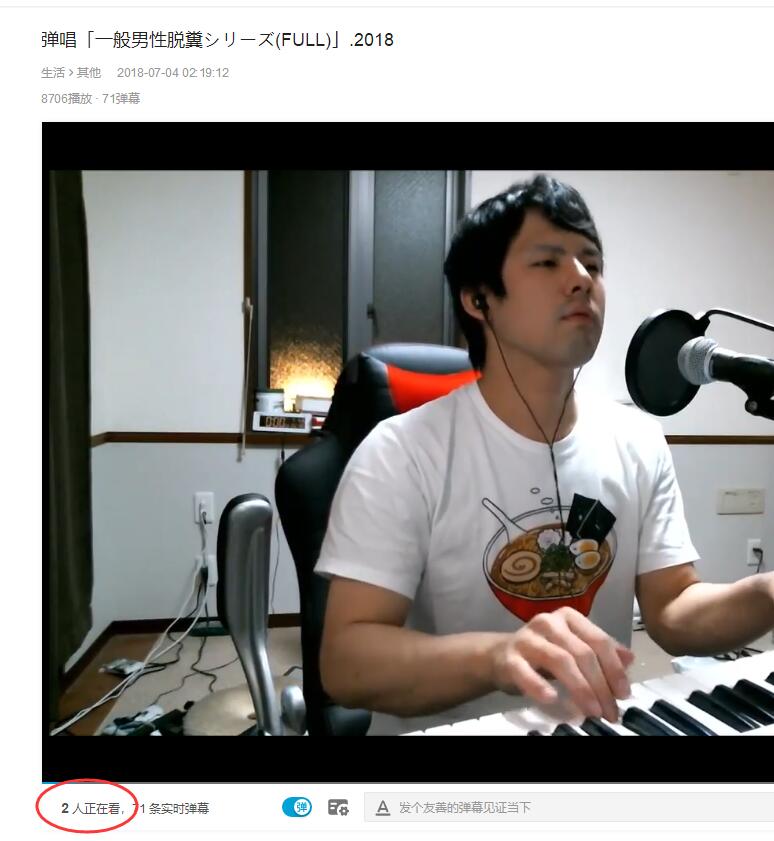 弹唱「一般男性脱糞シリーズ(FULL)」.2018
生活 > 其他 2018-07-04 02:19:12
8706播放 · 71弹幕
2 人正在看, 71 条实时弹幕
弹
A 发个友善的弹幕见证当下